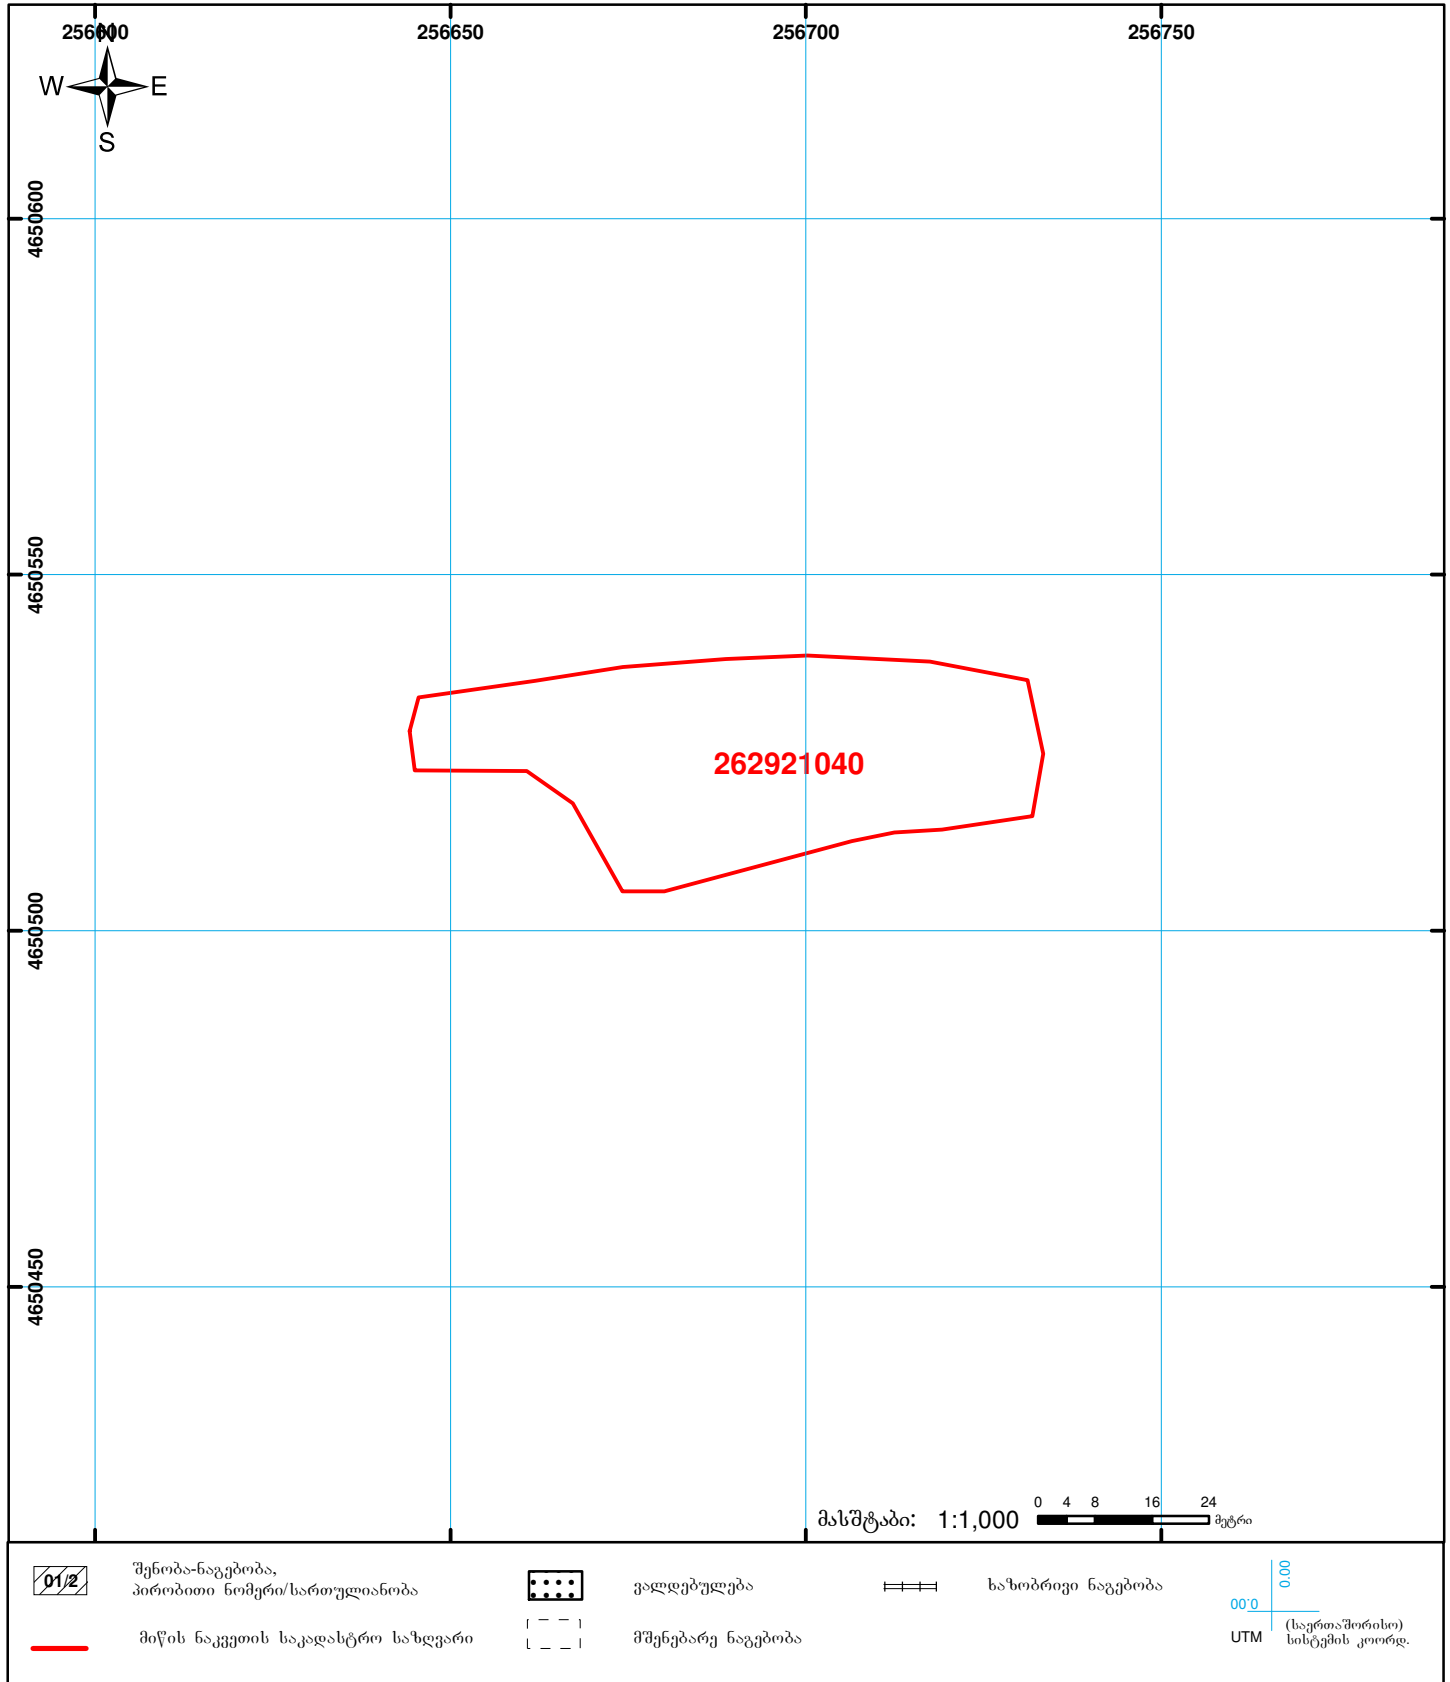 256600 256650 256700 256750
N
W E
S
4650600
4650550
262921040
4650500
4650450
მასშტაბი: 1:1,000 0 4 8 16 24 მეტრი
01/2 შენობა-ნაგებობა,
პირობითი ნომერი/სართულიანობა
ვალდებულება
ხაზობრივი ნაგებობა
მიწის ნაკვეთის საკადასტრო საზღვარი
მშენებარე ნაგებობა
00.0
00.0
UTM (საერთაშორისო)
სისტემის კოორდ.